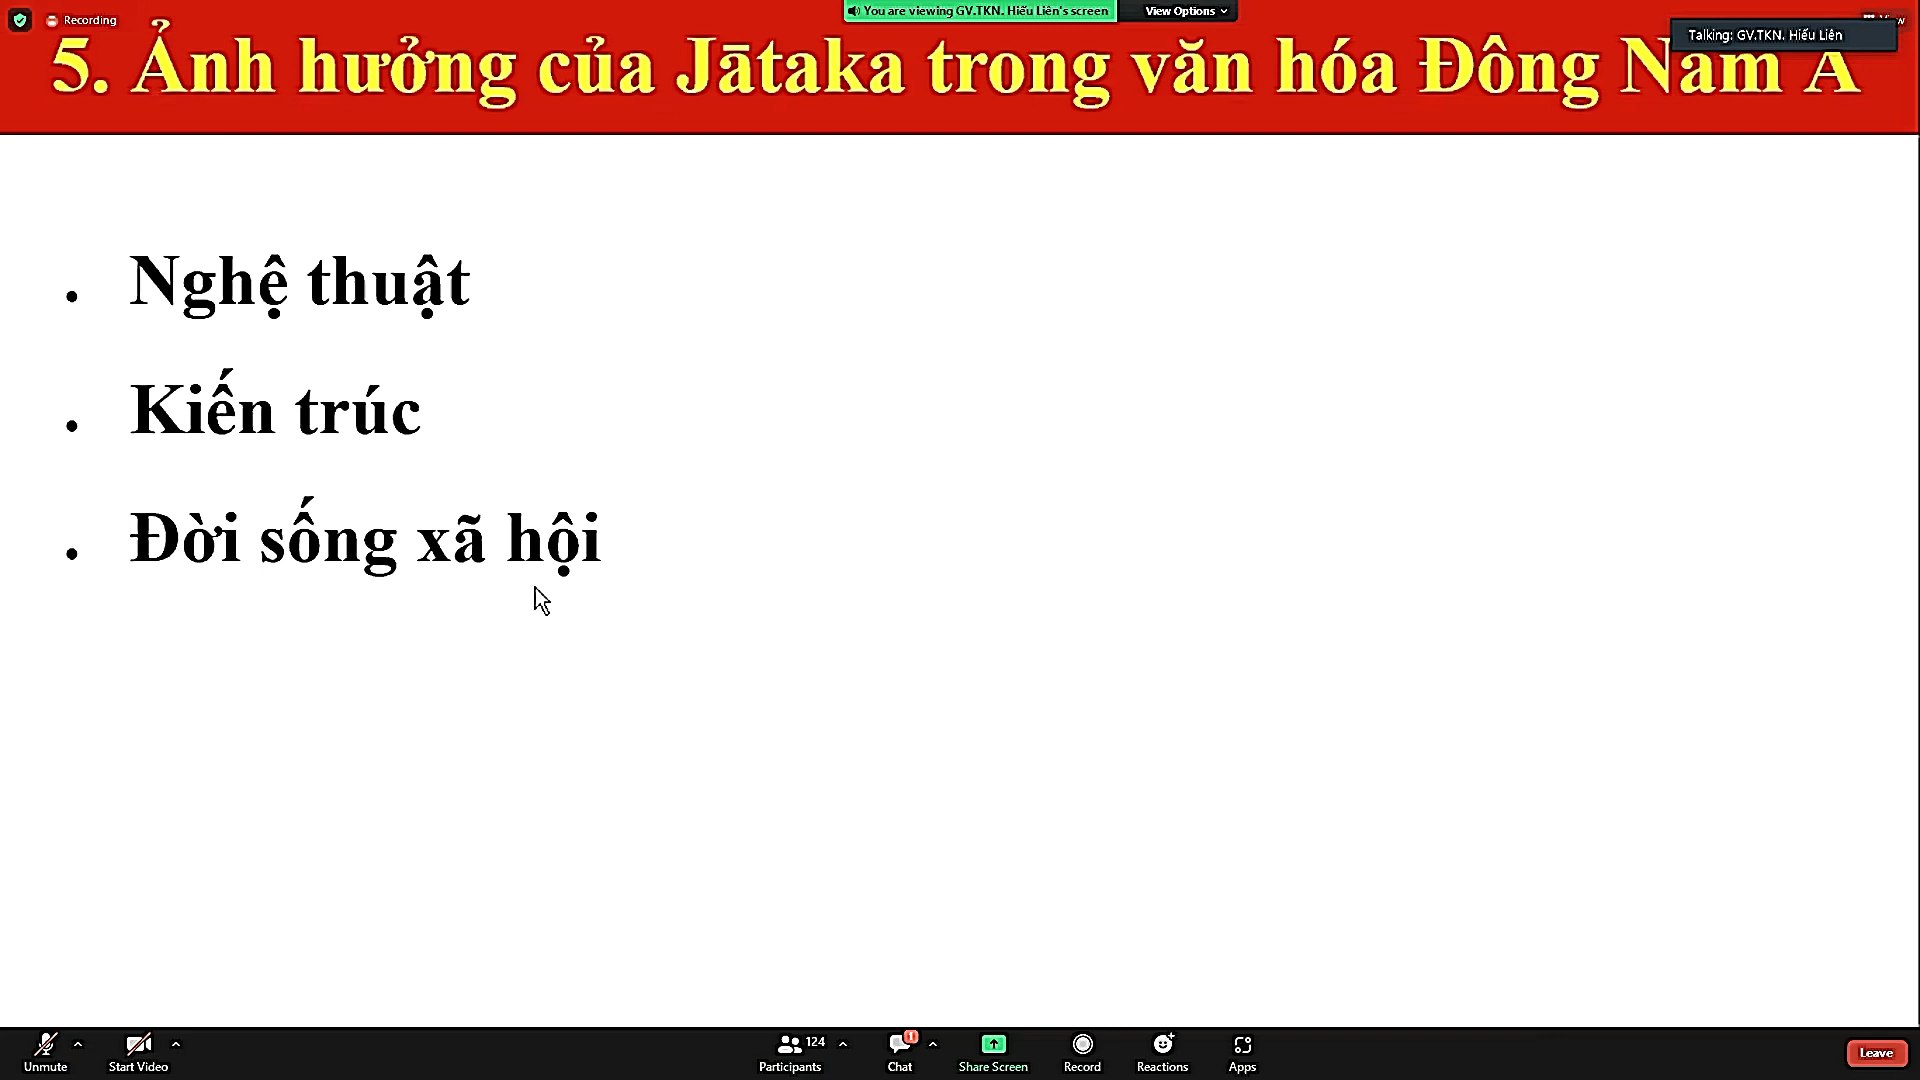 Recording
You are viewing GV.TKN. Hiếu Liên's screen
View Options
Talking: GV.TKN. Hiếu Liên
5. Ảnh hưởng của Jātaka trong văn hóa Đông Nam Á
• Nghệ thuật
• Kiến trúc
• Đời sống xã hội
Unmute
Start Video
124
Participants
1
Chat
Share Screen
Record
Reactions
Apps
Leave